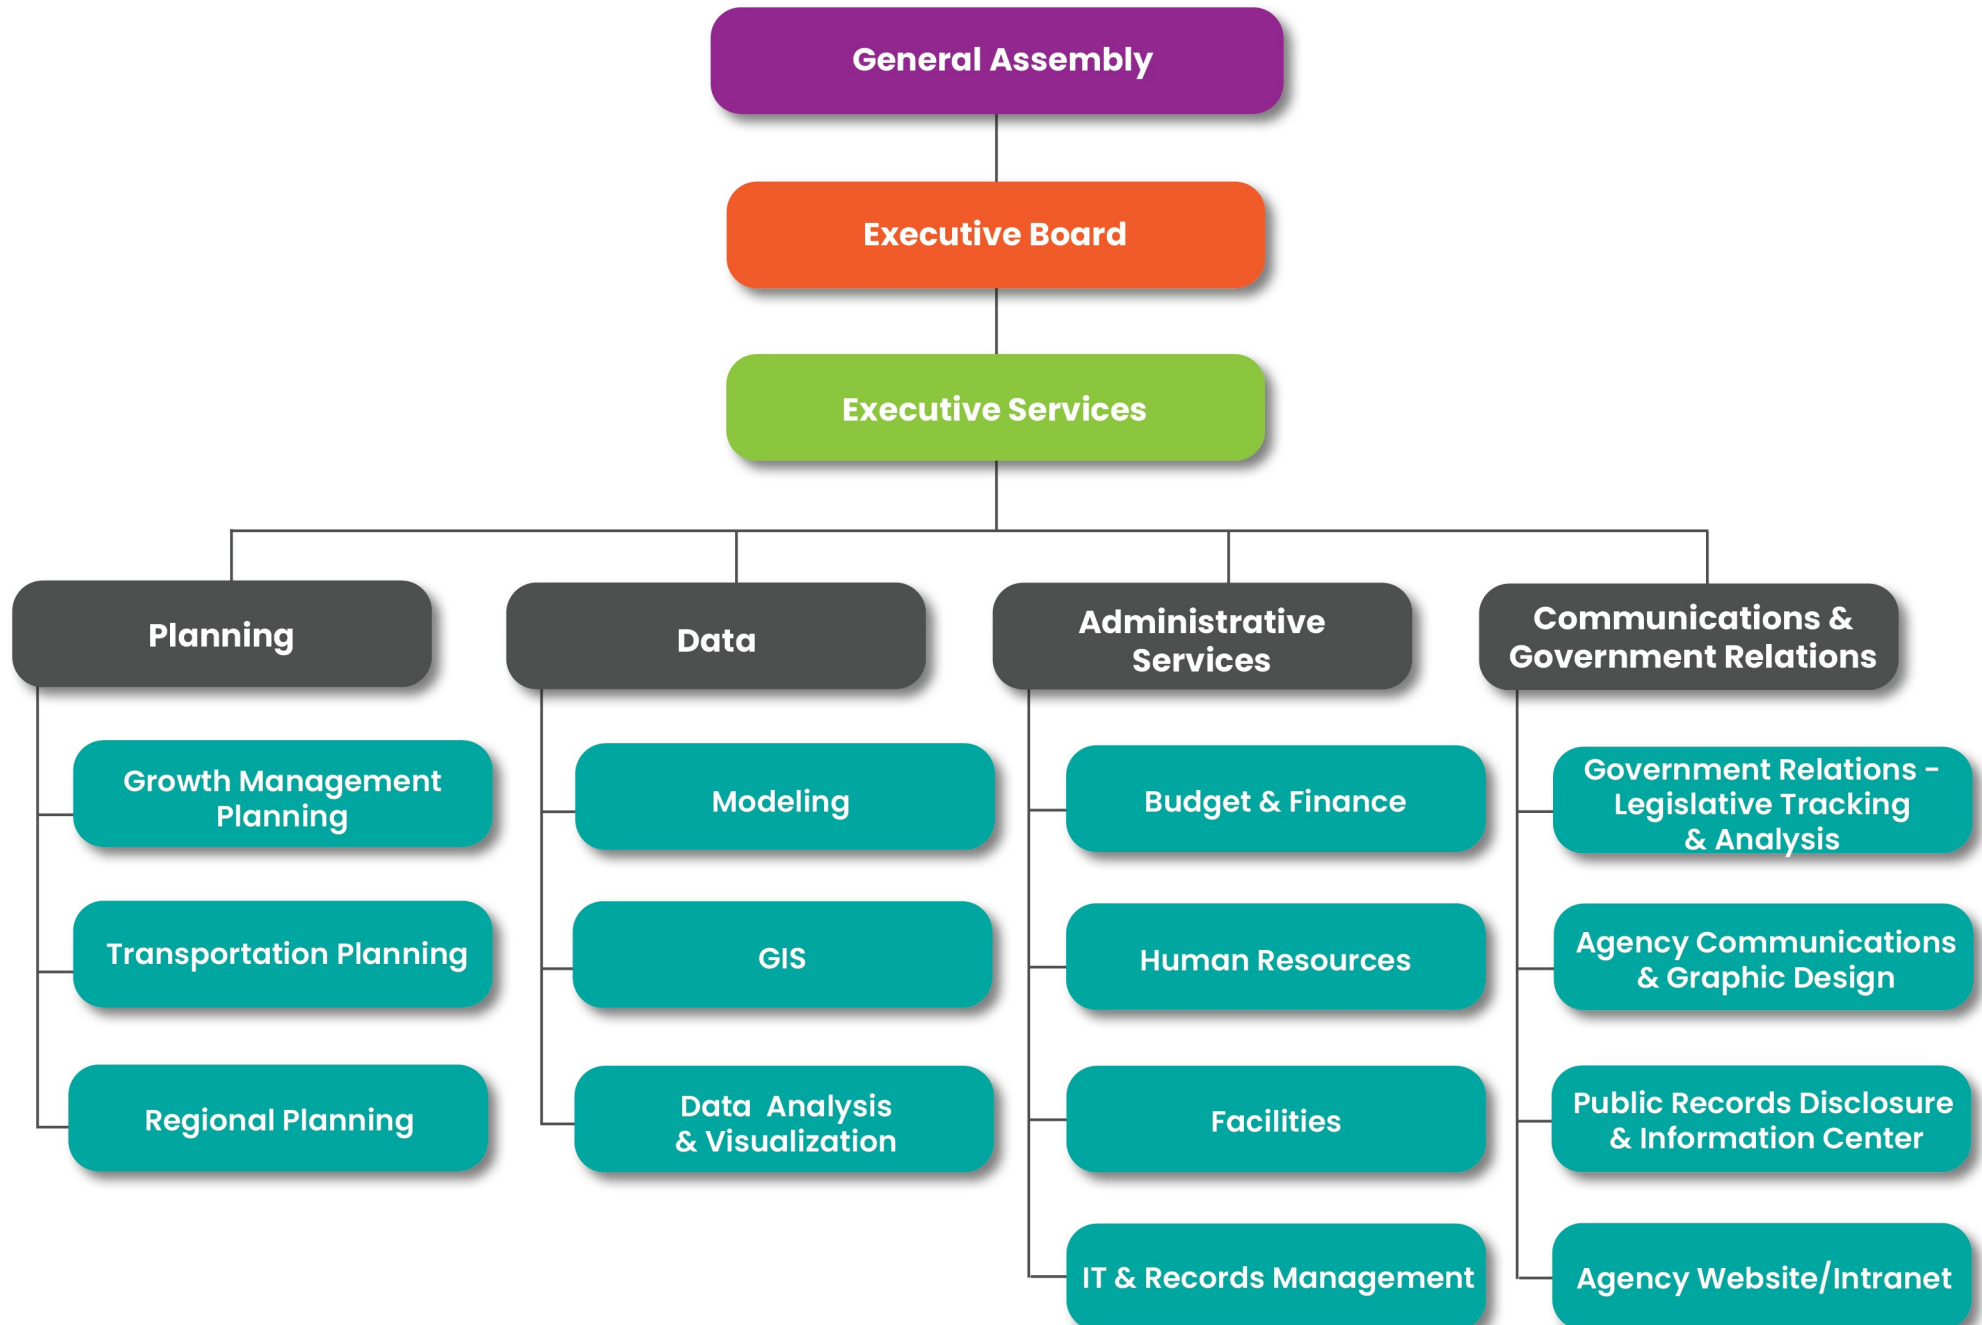 General Assembly
Executive Board
Executive Services
Planning
Growth Management
Planning
Transportation Planning
Regional Planning
Data
Modeling
GIS
Data Analysis
& Visualization
Administrative
Services
Budget & Finance
Human Resources
Facilities
IT & Records Management
Communications &
Government Relations
Government Relations -
Legislative Tracking
& Analysis
Agency Communications
& Graphic Design
Public Records Disclosure
& Information Center
Agency Website/Intranet